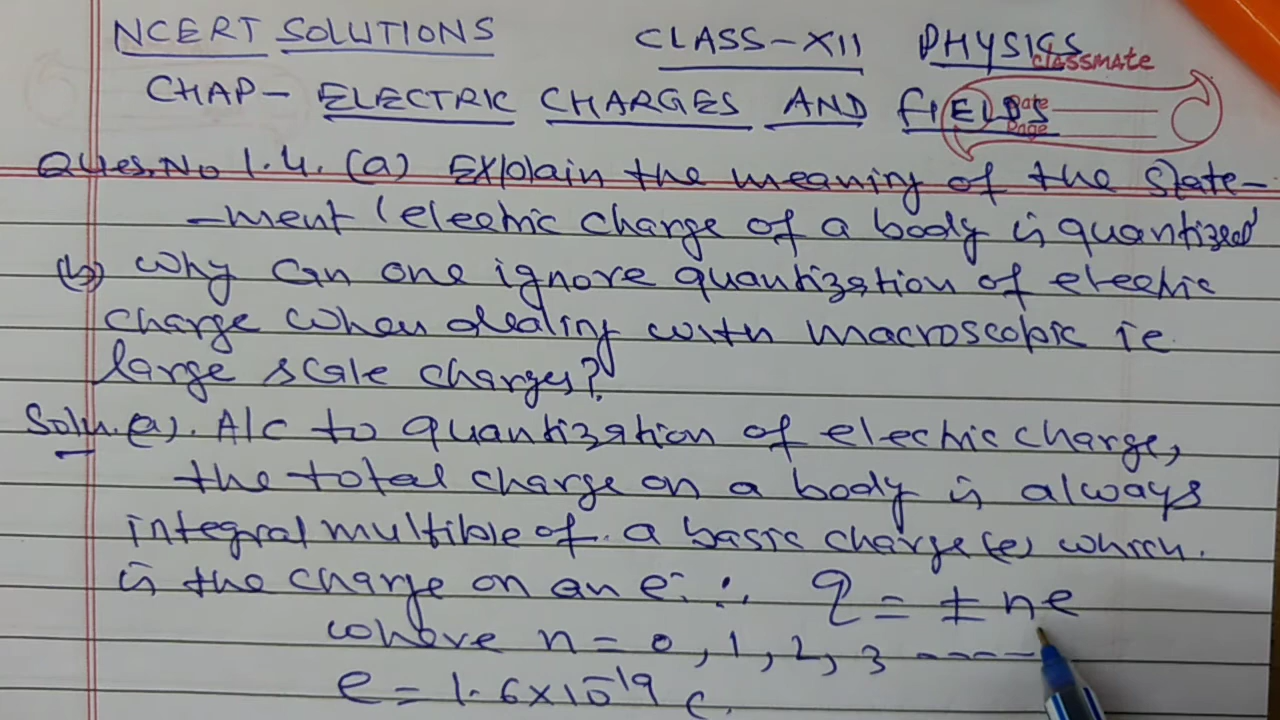 NCERT SOLUTIONS CLASS-XII PHYSICS
classmate
CHAP- ELECTRIC CHARGES AND FIELDS
Date
Page
Ques.No 1.4. (a) Explain the meaning of the state-
-ment (electric charge of a body is quantized
(b) Why can one ignore quantization of electric
charge when dealing with macroscopic ie
large scale charges?
Soln. (a). A/c to quantization of electric charge,
the total charge on a body is always
integral multible of. a basic charge (e) which.
is the charge on an e⁻. ∴ q = ± ne
where n = 0, 1, 2, 3 -----
e = 1.6×10⁻¹⁹ c.